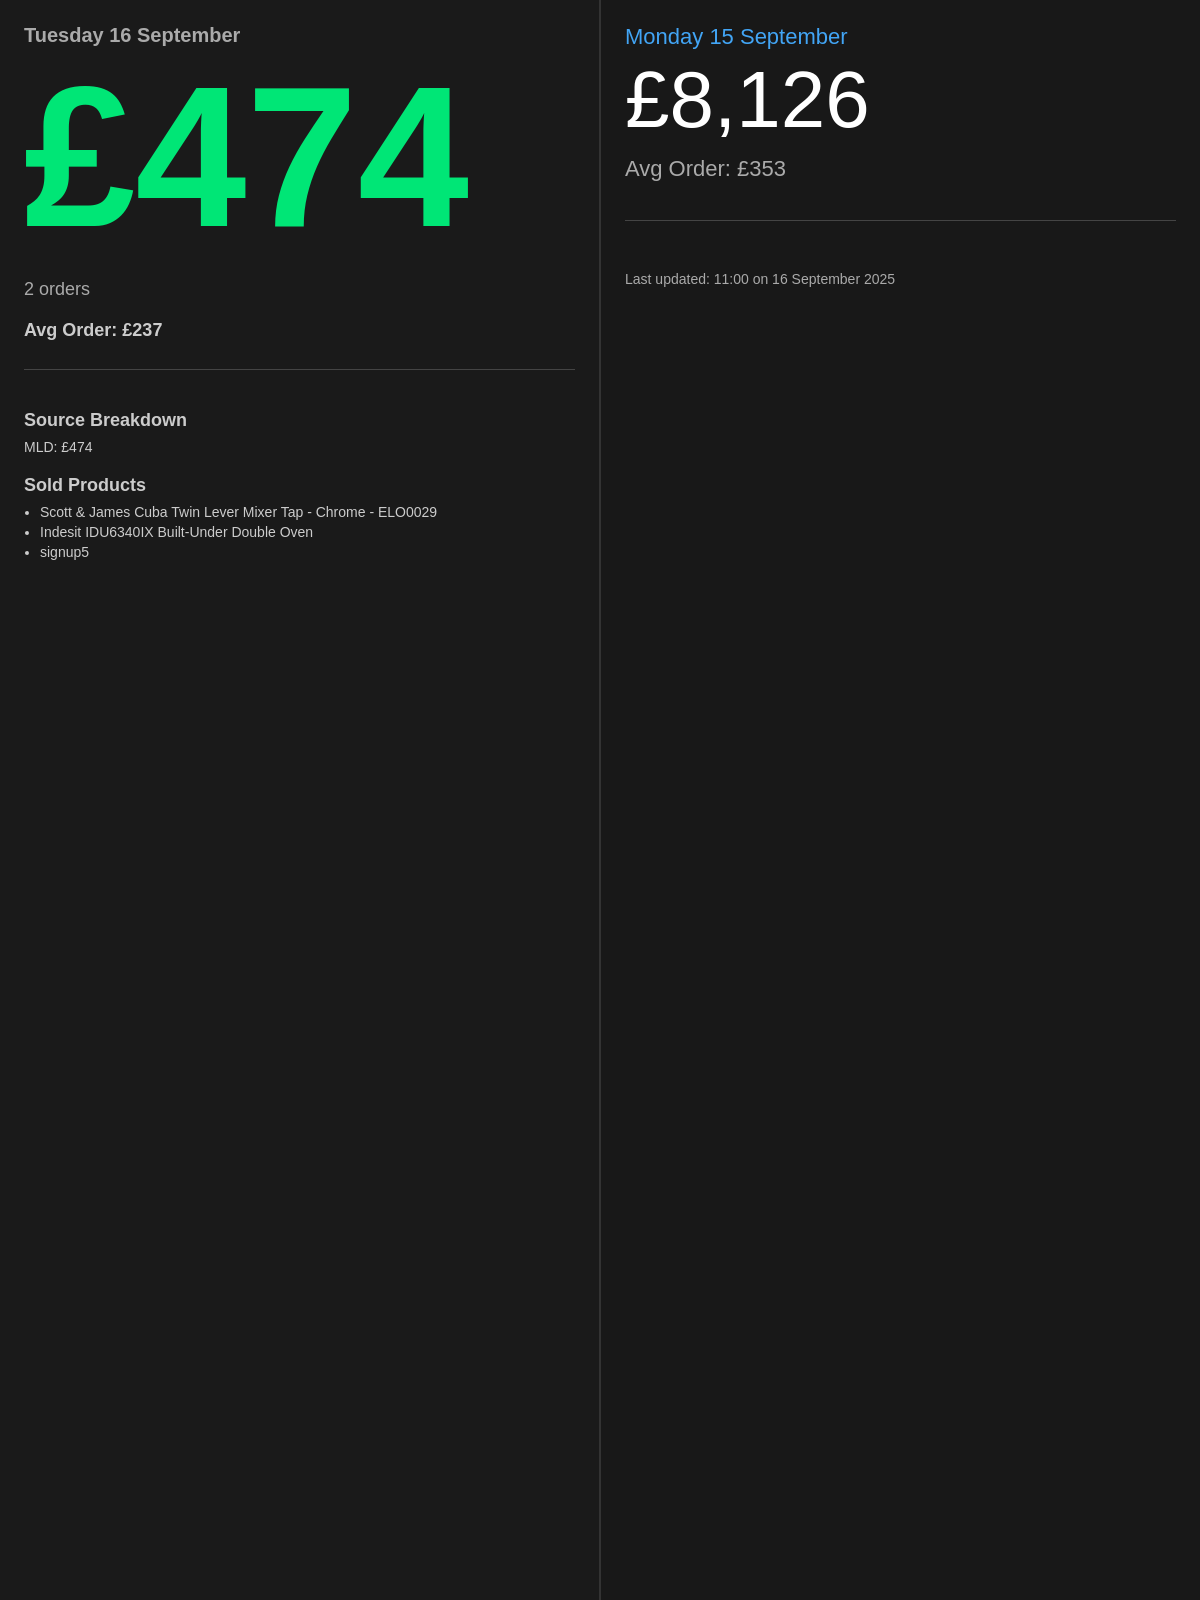 Tuesday 16 September
£474
2 orders
Avg Order: £237
Source Breakdown
MLD: £474
Sold Products
• Scott & James Cuba Twin Lever Mixer Tap - Chrome - ELO0029
• Indesit IDU6340IX Built-Under Double Oven
• signup5
Monday 15 September
£8,126
Avg Order: £353
Last updated: 11:00 on 16 September 2025